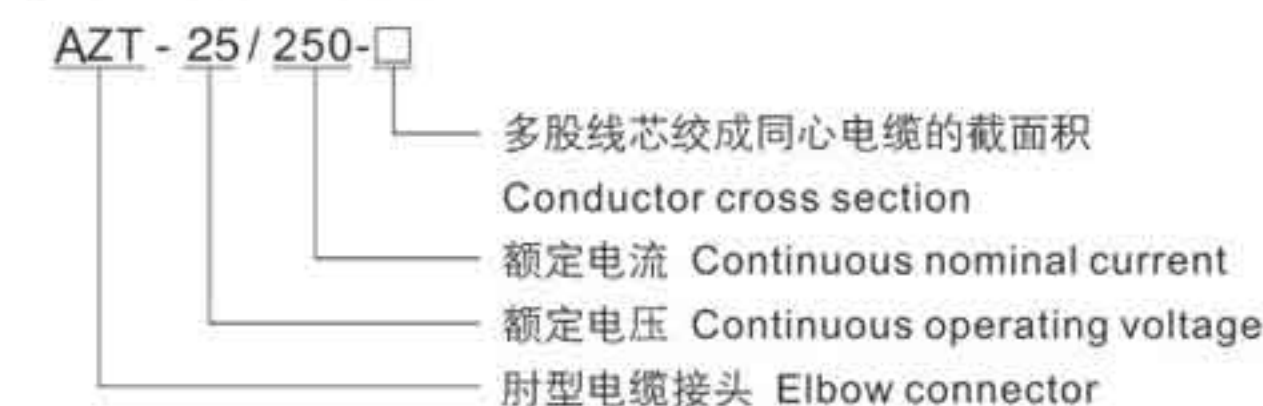 AZT - 25 / 250-□
多股线芯绞成同心电缆的截面积
Conductor cross section
额定电流 Continuous nominal current
额定电压 Continuous operating voltage
肘型电缆接头 Elbow connector